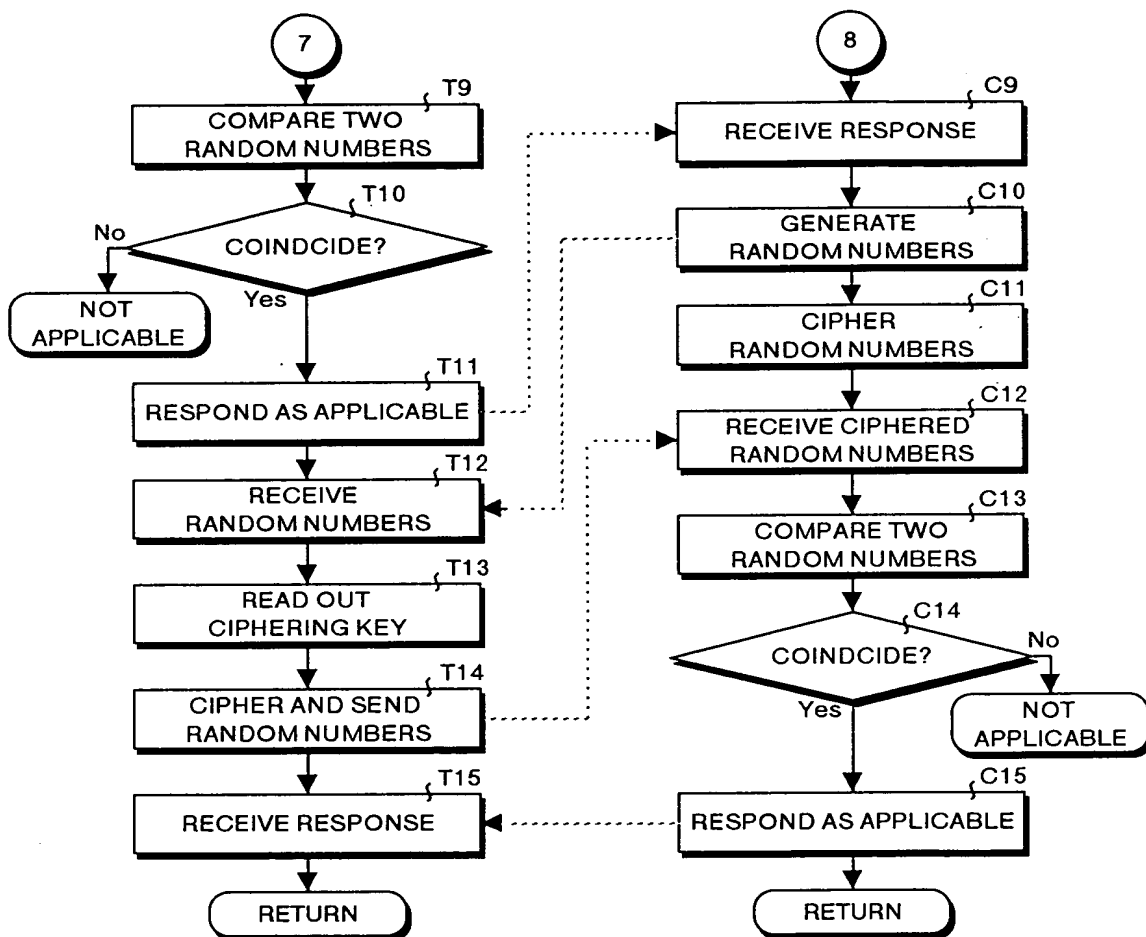 7
T9
COMPARE TWO
RANDOM NUMBERS
T10
COINDCIDE?
No
NOT
APPLICABLE
Yes
T11
RESPOND AS APPLICABLE
T12
RECEIVE
RANDOM NUMBERS
T13
READ OUT
CIPHERING KEY
T14
CIPHER AND SEND
RANDOM NUMBERS
T15
RECEIVE RESPONSE
RETURN
8
C9
RECEIVE RESPONSE
C10
GENERATE
RANDOM NUMBERS
C11
CIPHER
RANDOM NUMBERS
C12
RECEIVE CIPHERED
RANDOM NUMBERS
C13
COMPARE TWO
RANDOM NUMBERS
C14
COINDCIDE?
No
NOT
APPLICABLE
Yes
C15
RESPOND AS APPLICABLE
RETURN